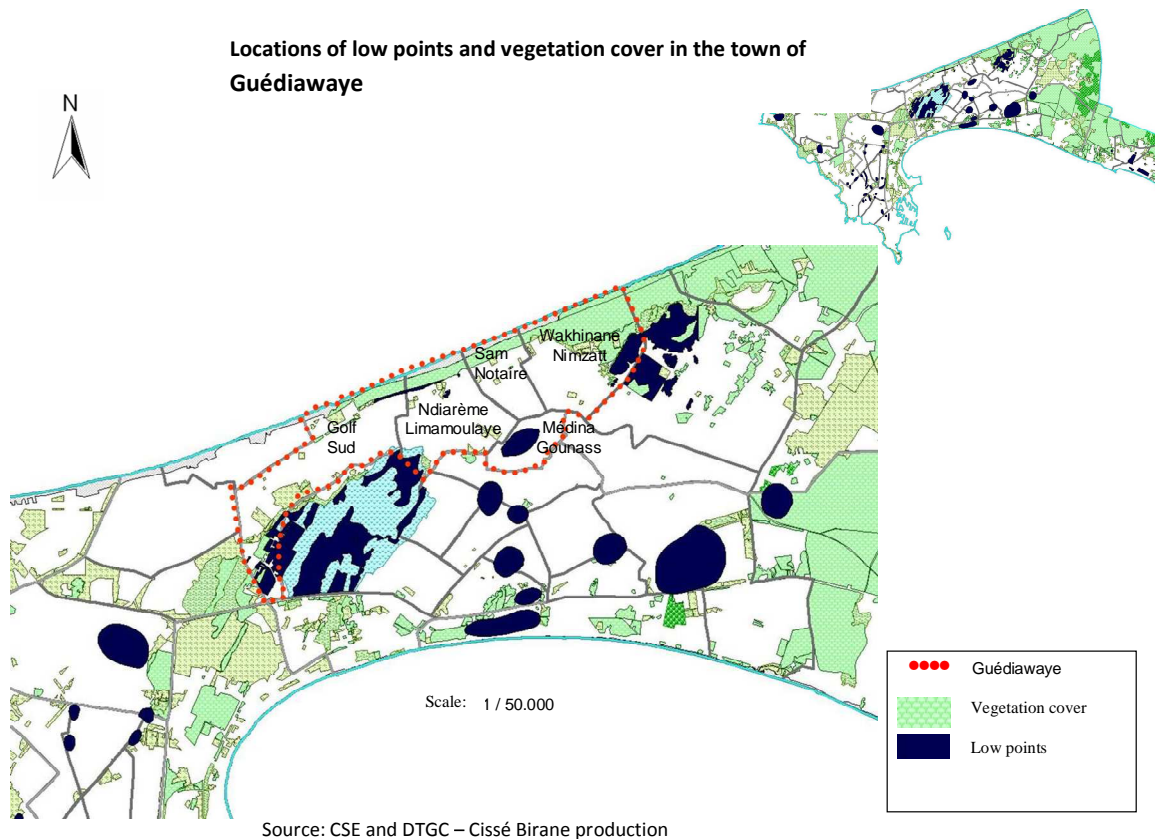 Locations of low points and vegetation cover in the town of
Guédiawaye
N
Wakhinane
Nimzatt
Sam
Notaire
Ndiarème
Limamoulaye
Golf
Sud
Médina
Gounass
Scale: 1 / 50.000
Guédiawaye
Vegetation cover
Low points
Source: CSE and DTGC – Cissé Birane production